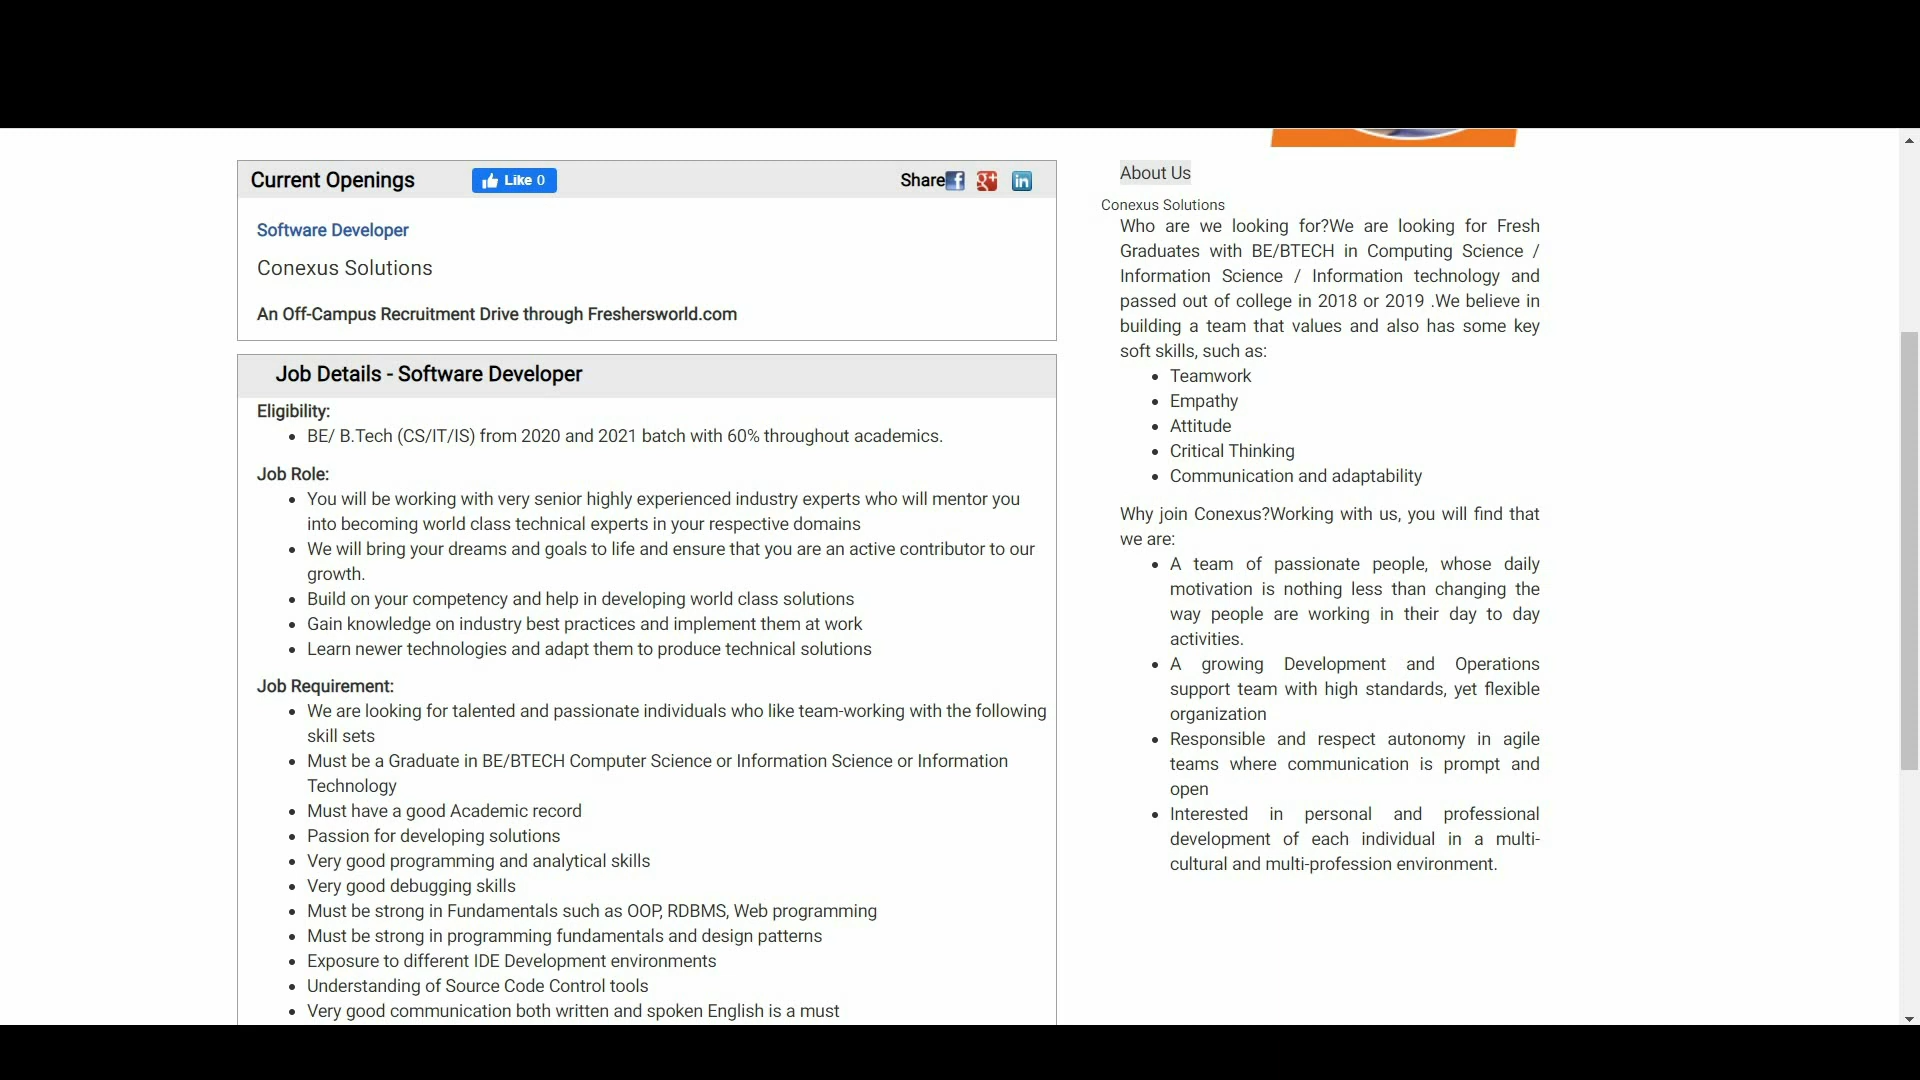 Current Openings
Like 0
Share
Software Developer
Conexus Solutions
An Off-Campus Recruitment Drive through Freshersworld.com
Job Details - Software Developer
Eligibility:
• BE/ B.Tech (CS/IT/IS) from 2020 and 2021 batch with 60% throughout academics.
Job Role:
• You will be working with very senior highly experienced industry experts who will mentor you
into becoming world class technical experts in your respective domains
• We will bring your dreams and goals to life and ensure that you are an active contributor to our
growth.
• Build on your competency and help in developing world class solutions
• Gain knowledge on industry best practices and implement them at work
• Learn newer technologies and adapt them to produce technical solutions
Job Requirement:
• We are looking for talented and passionate individuals who like team-working with the following
skill sets
• Must be a Graduate in BE/BTECH Computer Science or Information Science or Information
Technology
• Must have a good Academic record
• Passion for developing solutions
• Very good programming and analytical skills
• Very good debugging skills
• Must be strong in Fundamentals such as OOP, RDBMS, Web programming
• Must be strong in programming fundamentals and design patterns
• Exposure to different IDE Development environments
• Understanding of Source Code Control tools
• Very good communication both written and spoken English is a must
About Us
Conexus Solutions
Who are we looking for?We are looking for Fresh
Graduates with BE/BTECH in Computing Science /
Information Science / Information technology and
passed out of college in 2018 or 2019 .We believe in
building a team that values and also has some key
soft skills, such as:
• Teamwork
• Empathy
• Attitude
• Critical Thinking
• Communication and adaptability
Why join Conexus?Working with us, you will find that
we are:
• A team of passionate people, whose daily
motivation is nothing less than changing the
way people are working in their day to day
activities.
• A growing Development and Operations
support team with high standards, yet flexible
organization
• Responsible and respect autonomy in agile
teams where communication is prompt and
open
• Interested in personal and professional
development of each individual in a multi-
cultural and multi-profession environment.